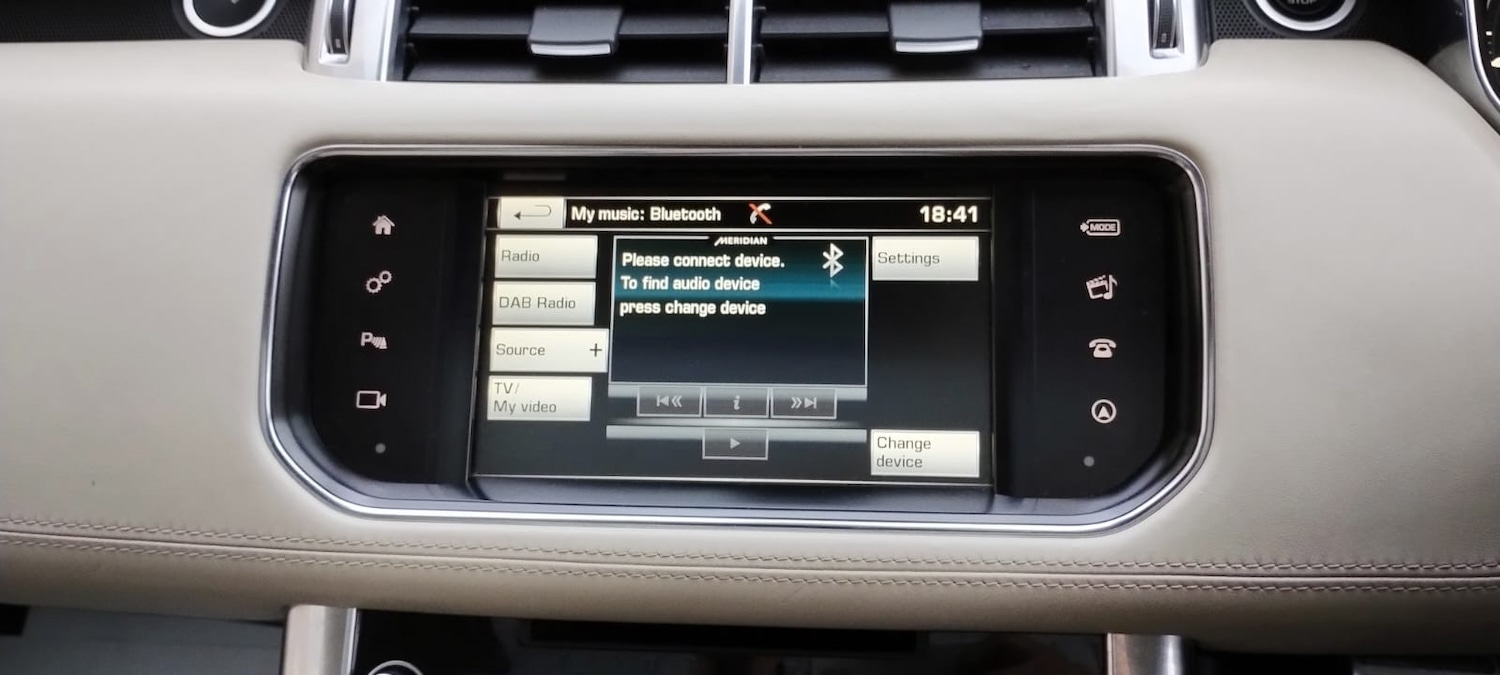 STOP
My music: Bluetooth
18:41
MERIDIAN
Radio
Please connect device.
Settings
To find audio device
DAB Radio
press change device
Source +
TV/
My video
i
Change
device
MODE
P